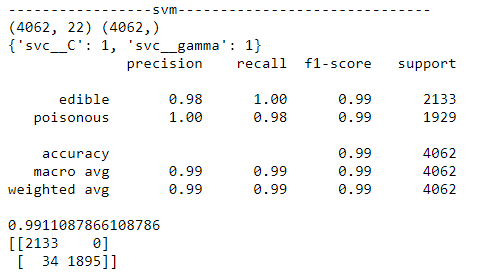 ------------------svm------------------------------
(4062, 22) (4062,)
{'svc__C': 1, 'svc__gamma': 1}
precision recall f1-score support
edible 0.98 1.00 0.99 2133
poisonous 1.00 0.98 0.99 1929
accuracy 0.99 4062
macro avg 0.99 0.99 0.99 4062
weighted avg 0.99 0.99 0.99 4062
0.9911087866108786
[[2133 0]
[ 34 1895]]